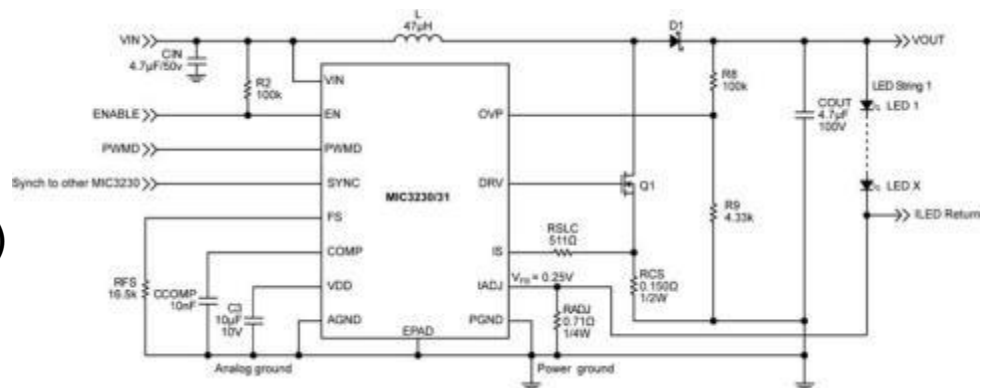 L
47µH
D1
VIN
VOUT
CIN
4.7µF/50v
R2
100k
VIN
R8
100k
LED String 1
COUT
4.7µF
100V
LED 1
ENABLE
EN
OVP
PWMD
PWMD
MIC3230/31
Synch to other MIC3230
SYNC
DRV
Q1
LED X
FS
R9
4.33k
ILED Return
RSLC
511Ω
COMP
IS
RCS
0.150Ω
1/2W
RFS
16.5k
CCOMP
10nF
VDD
VFB = 0.25V
IADJ
C3
10µF
10V
RADJ
0.71Ω
1/4W
AGND
PGND
EPAD
Analog ground
Power ground
)